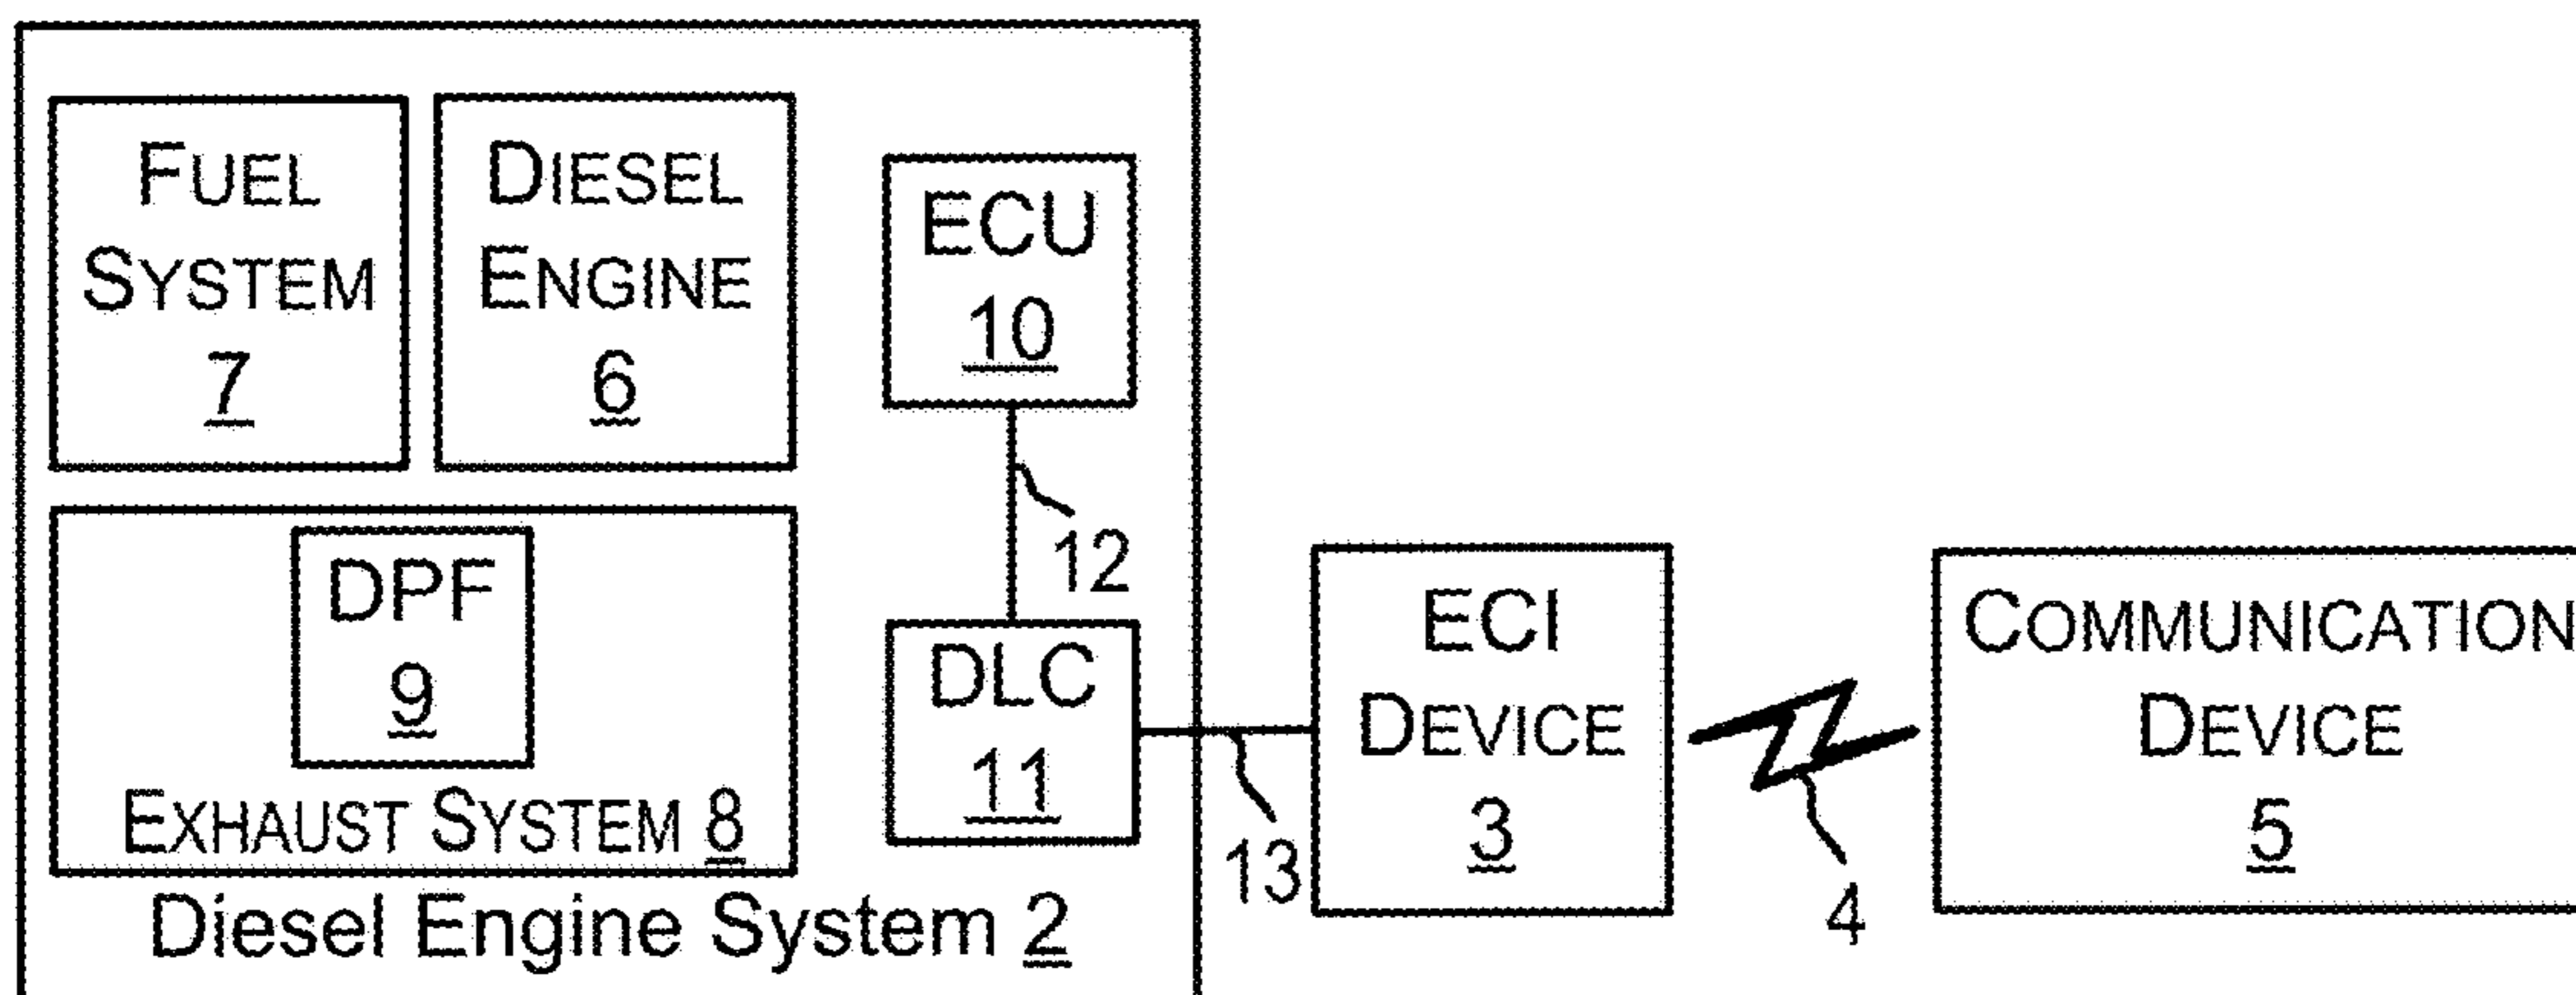 FUEL
SYSTEM
7
DIESEL
ENGINE
6
ECU
10
12
DPF
9
EXHAUST SYSTEM 8
DLC
11
13
ECI
DEVICE
3
4
COMMUNICATION
DEVICE
5
Diesel Engine System 2